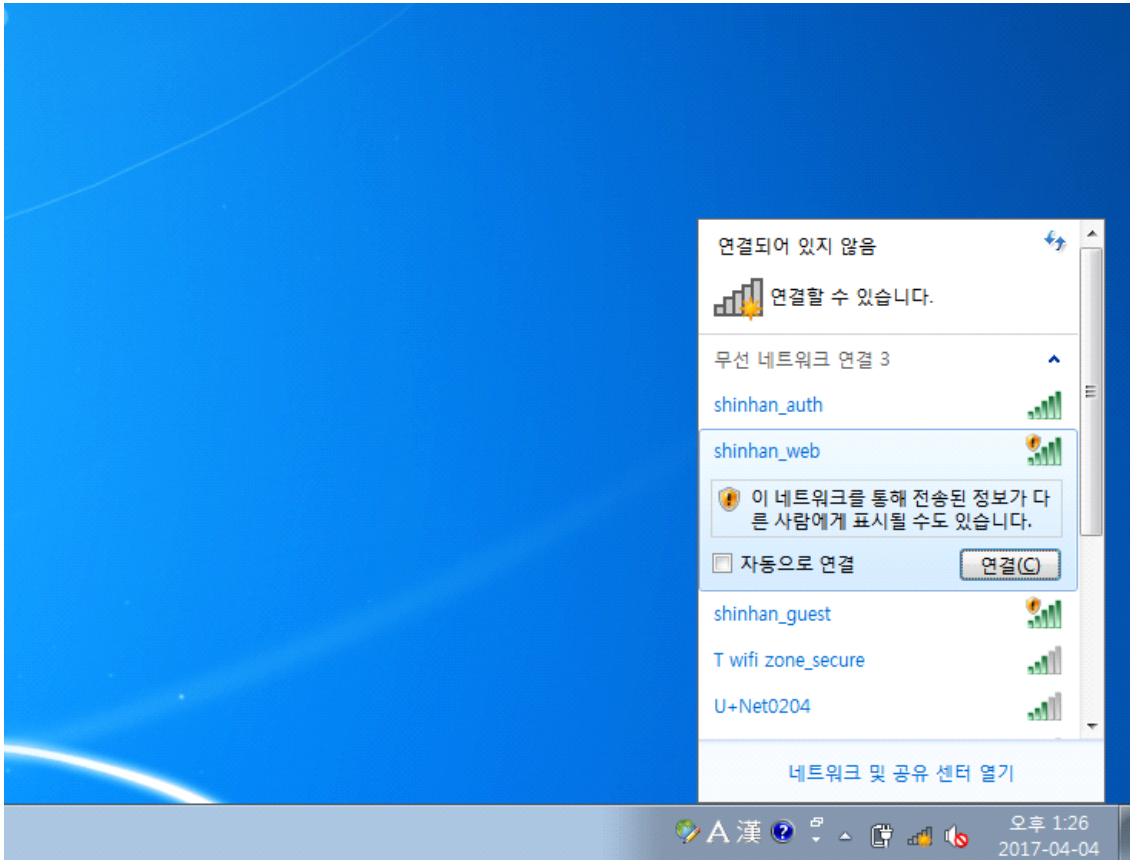 연결되어 있지 않음
연결할 수 있습니다.
무선 네트워크 연결 3
shinhan_auth
shinhan_web
이 네트워크를 통해 전송된 정보가 다
른 사람에게 표시될 수도 있습니다.
자동으로 연결
연결(C)
shinhan_guest
T wifi zone_secure
U+Net0204
네트워크 및 공유 센터 열기
A 漢
오후 1:26
2017-04-04